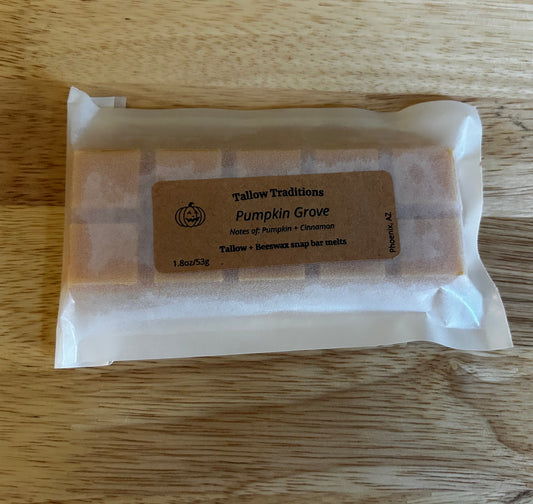 Tallow Traditions
Pumpkin Grove
Notes of: Pumpkin + Cinnamon
Tallow + Beeswax snap bar melts
1.8oz/53g
Phoenix, AZ